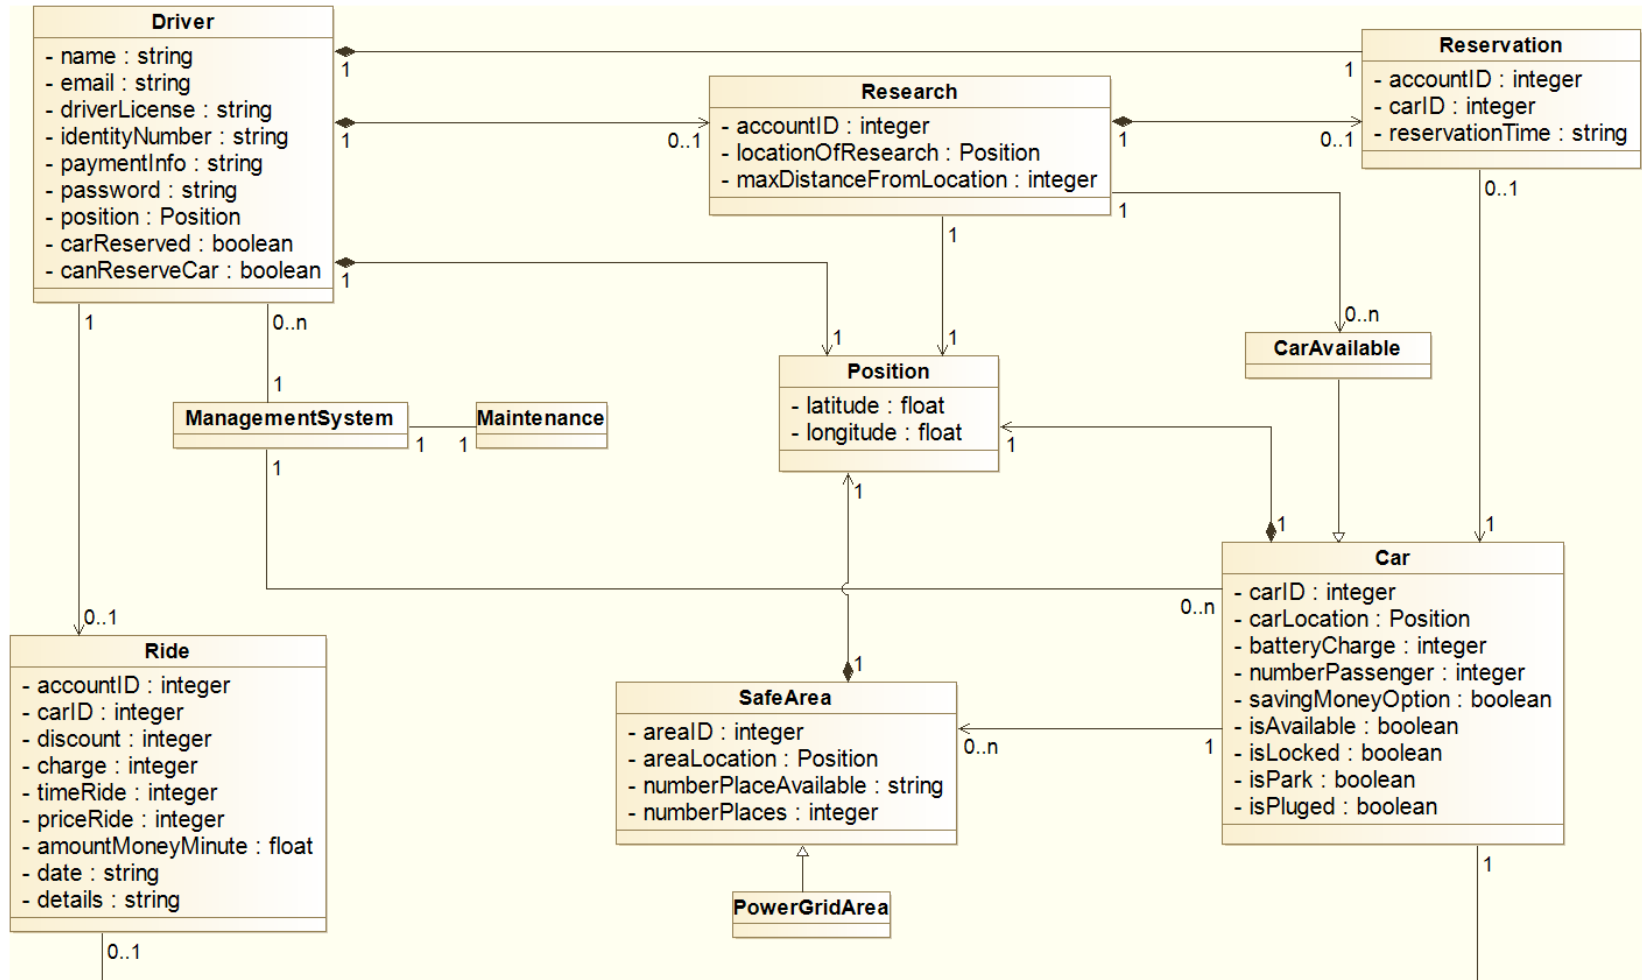 Driver
- name : string
- email : string
- driverLicense : string
- identityNumber : string
- paymentInfo : string
- password : string
- position : Position
- carReserved : boolean
- canReserveCar : boolean
1
1
Reservation
- accountID : integer
- carID : integer
- reservationTime : string
Research
- accountID : integer
- locationOfResearch : Position
- maxDistanceFromLocation : integer
1
0..1
1
0..1
1
1
1
0..n
1
1
0..1
1
1
0..n
CarAvailable
Position
- latitude : float
- longitude : float
1
ManagementSystem
1
1
Maintenance
1
1
1
1
0..n
1
1
Car
- carID : integer
- carLocation : Position
- batteryCharge : integer
- numberPassenger : integer
- savingMoneyOption : boolean
- isAvailable : boolean
- isLocked : boolean
- isPark : boolean
- isPluged : boolean
0..1
Ride
- accountID : integer
- carID : integer
- discount : integer
- charge : integer
- timeRide : integer
- priceRide : integer
- amountMoneyMinute : float
- date : string
- details : string
SafeArea
- areaID : integer
- areaLocation : Position
- numberPlaceAvailable : string
- numberPlaces : integer
0..n
1
PowerGridArea
1
0..1